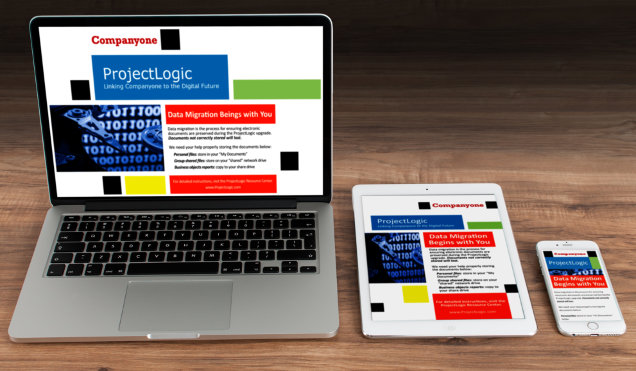 Companyone
ProjectLogic
Linking Companyone to the Digital Future
Data Migration Beings with You
Data migration is the process for ensuring electronic
documents are preserved during the ProjectLogic upgrade.
Documents not correctly stored will lost.
We need your help properly storing the documents below:
Personal files: store in your "My Documents"
Group shared files: store on your "shared" network drive
Business objects reports: copy to your share drive
For detailed instructions, visit the ProjectLogic Resource Center.
www.ProjectLogic.com
Companyone
ProjectLogic
Linking Companyone to the Digital Future
Data Migration
Begins with You
Data migration is the process for ensuring electronic
documents are preserved during the ProjectLogic
upgrade. Documents not correctly
stored will lost.
We need your help properly storing
the documents below:
Personal files: store in your "My
Documents"
Group shared files: store on your
"shared" network drive
Business objects reports: copy to
your share drive
For detailed instructions, visit the
ProjectLogic Resource Center.
www.ProjectLogic.com
Companyone
ProjectLogic
Data Migration
Begins with You